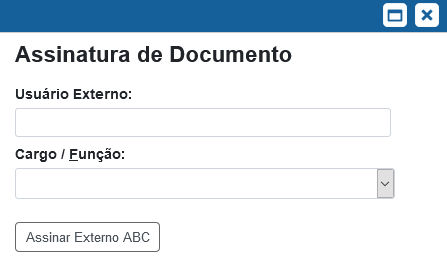 Assinatura de Documento
Usuário Externo:
Cargo / Função:
Assinar Externo ABC